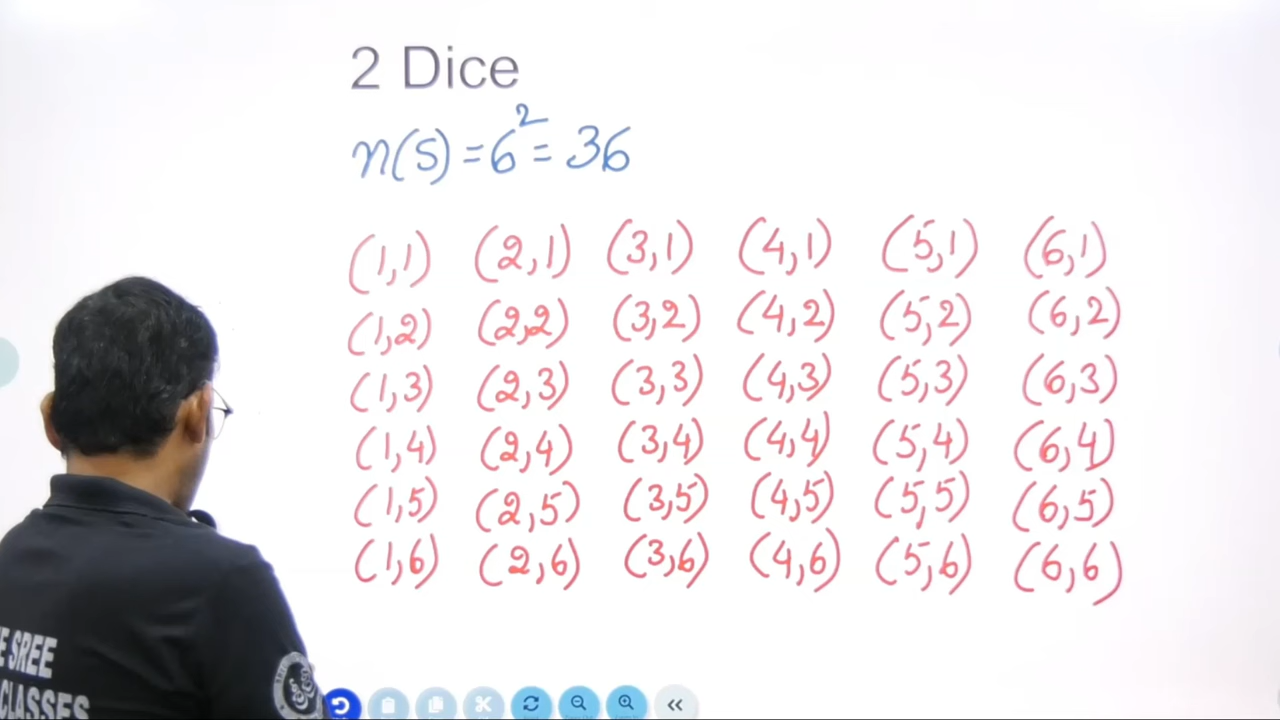 2 Dice
n(S) = 6² = 36
(1,1) (2,1) (3,1) (4,1) (5,1) (6,1)
(1,2) (2,2) (3,2) (4,2) (5,2) (6,2)
(1,3) (2,3) (3,3) (4,3) (5,3) (6,3)
(1,4) (2,4) (3,4) (4,4) (5,4) (6,4)
(1,5) (2,5) (3,5) (4,5) (5,5) (6,5)
(1,6) (2,6) (3,6) (4,6) (5,6) (6,6)
SREE
CLASSES